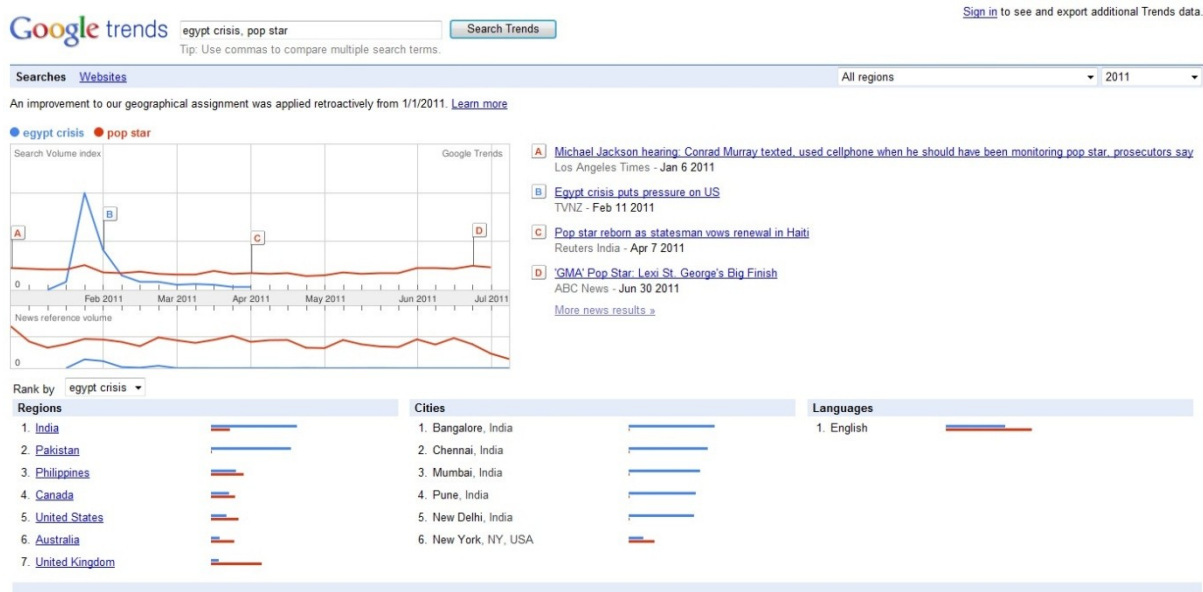 Sign in to see and export additional Trends data.
Google trends
egypt crisis, pop star
Search Trends
Tip: Use commas to compare multiple search terms.
Searches Websites
All regions
2011
An improvement to our geographical assignment was applied retroactively from 1/1/2011. Learn more
egypt crisis pop star
Search Volume index
Google Trends
A
B
C
D
0
Feb 2011 Mar 2011 Apr 2011 May 2011 Jun 2011 Jul 2011
News reference volume
0
A Michael Jackson hearing: Conrad Murray texted, used cellphone when he should have been monitoring pop star, prosecutors say
Los Angeles Times - Jan 6 2011
B Egypt crisis puts pressure on US
TVNZ - Feb 11 2011
C Pop star reborn as statesman vows renewal in Haiti
Reuters India - Apr 7 2011
D 'GMA' Pop Star: Lexi St. George's Big Finish
ABC News - Jun 30 2011
More news results »
Rank by egypt crisis
Regions
1. India
2. Pakistan
3. Philippines
4. Canada
5. United States
6. Australia
7. United Kingdom
Cities
1. Bangalore, India
2. Chennai, India
3. Mumbai, India
4. Pune, India
5. New Delhi, India
6. New York, NY, USA
Languages
1. English